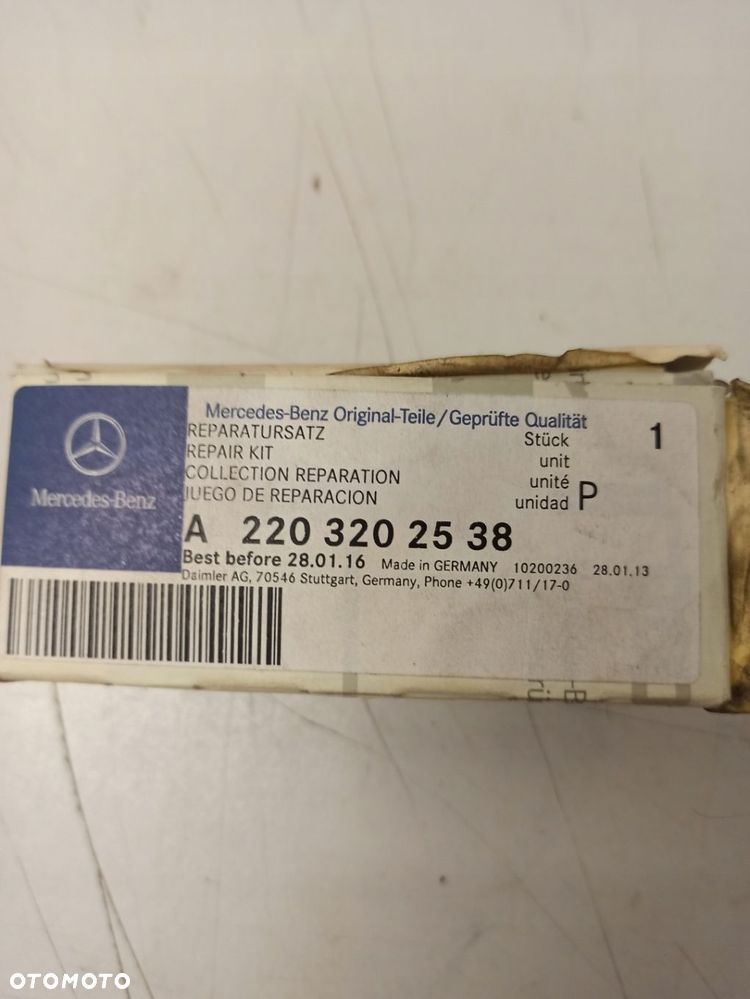 Mercedes-Benz
Mercedes-Benz Original-Teile/Geprüfte Qualität
REPARATURSATZ
REPAIR KIT
COLLECTION REPARATION
JUEGO DE REPARACION
Stück 1
unit
unité
unidad P
A 220 320 25 38
Best before 28.01.16 Made in GERMANY 10200236 28.01.13
Daimler AG, 70546 Stuttgart, Germany, Phone +49(0)711/17-0
OTOMOTO